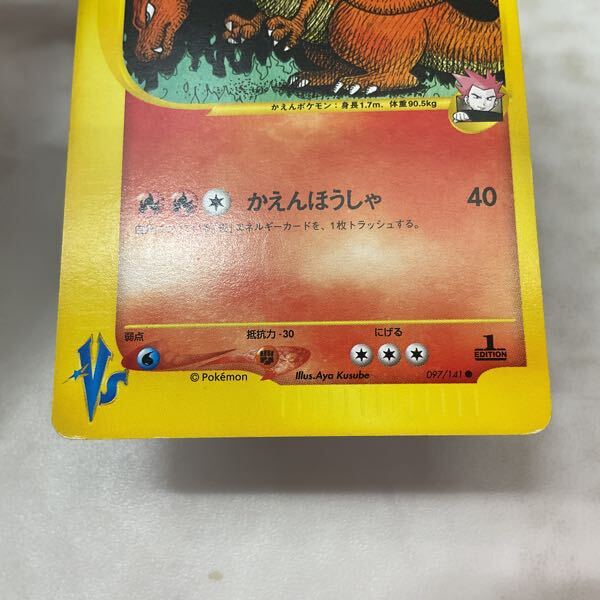 かえんポケモン：身長1.7m. 体重90.5kg
かえんほうしゃ 40
エネルギーカードを、1枚トラッシュする。
弱点 抵抗力 -30 にげる
1
EDITION
VS
© Pokémon Illus.Aya Kusube 097/141 ●